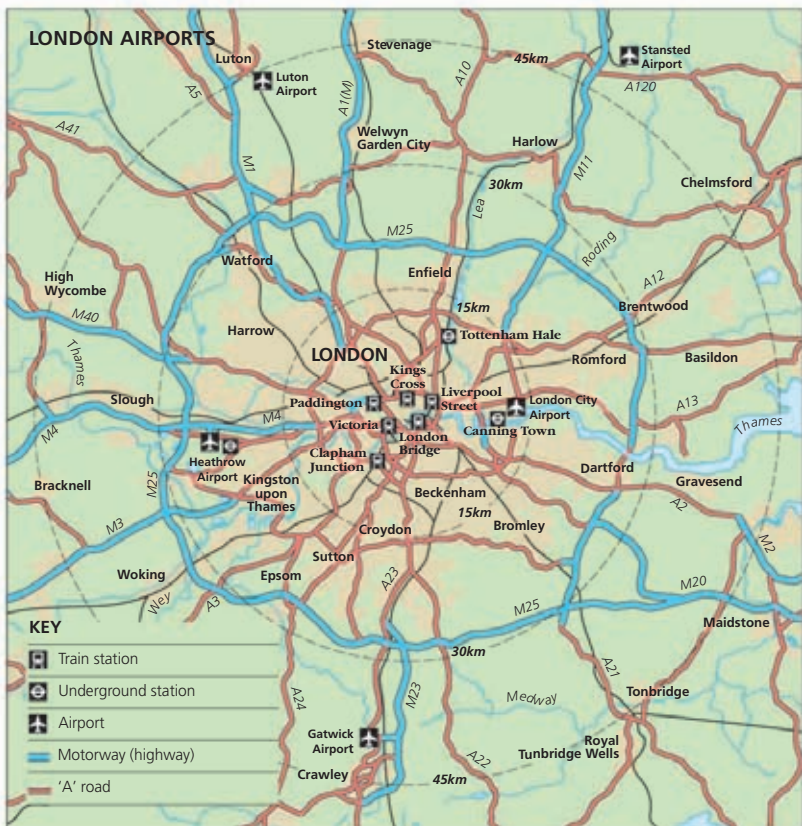 LONDON AIRPORTS
Stevenage
45km
Stansted
Airport
Luton
Luton
Airport
A5
A1(M)
A10
A120
A41
Welwyn
Garden City
Harlow
M1
M11
30km
Chelmsford
Lea
M25
Roding
Watford
Enfield
A12
High
Wycombe
Brentwood
15km
M40
Harrow
Tottenham Hale
LONDON
Romford
Basildon
Thames
Kings
Cross
Slough
Paddington
Liverpool
Street
London City
Airport
A13
M4
M4
Victoria
London
Bridge
Canning Town
Thames
Heathrow
Airport
Clapham
Junction
Dartford
M25
Bracknell
Kingston
upon
Thames
Beckenham
Gravesend
15km
A2
M3
Croydon
Bromley
M2
Sutton
Woking
Epsom
A23
M20
Wey
A3
M25
Maidstone
KEY
30km
Train station
A21
Underground station
A24
M23
Medway
Tonbridge
Airport
Gatwick
Airport
Royal
Tunbridge Wells
Motorway (highway)
A22
Crawley
45km
'A' road